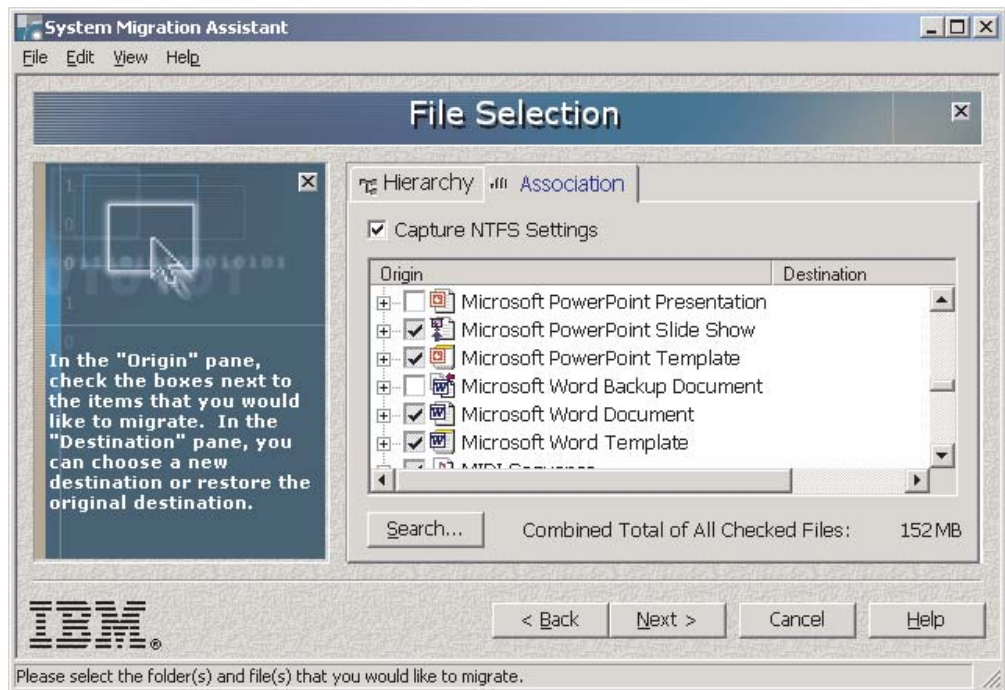 System Migration Assistant
File Edit View Help
File Selection
In the "Origin" pane,
check the boxes next to
the items that you would
like to migrate. In the
"Destination" pane, you
can choose a new
destination or restore the
original destination.
Hierarchy Association
Capture NTFS Settings
Origin Destination
Microsoft PowerPoint Presentation
Microsoft PowerPoint Slide Show
Microsoft PowerPoint Template
Microsoft Word Backup Document
Microsoft Word Document
Microsoft Word Template
MIDI Sequence
Search... Combined Total of All Checked Files: 152 MB
IBM®
< Back Next > Cancel Help
Please select the folder(s) and file(s) that you would like to migrate.